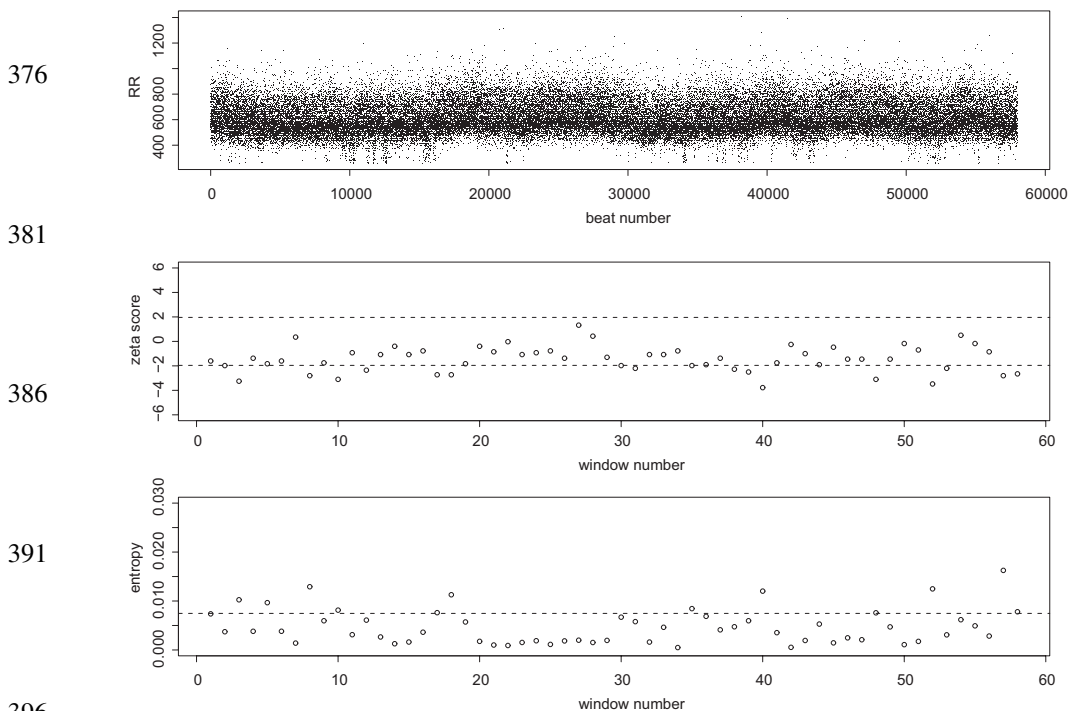 376
RR
400 600 800 1200
0 10000 20000 30000 40000 50000 60000
beat number
381
zeta score
−6 −4 −2 0 2 4 6
386
0 10 20 30 40 50 60
window number
391
entropy
0.000 0.010 0.020 0.030
0 10 20 30 40 50 60
396
window number